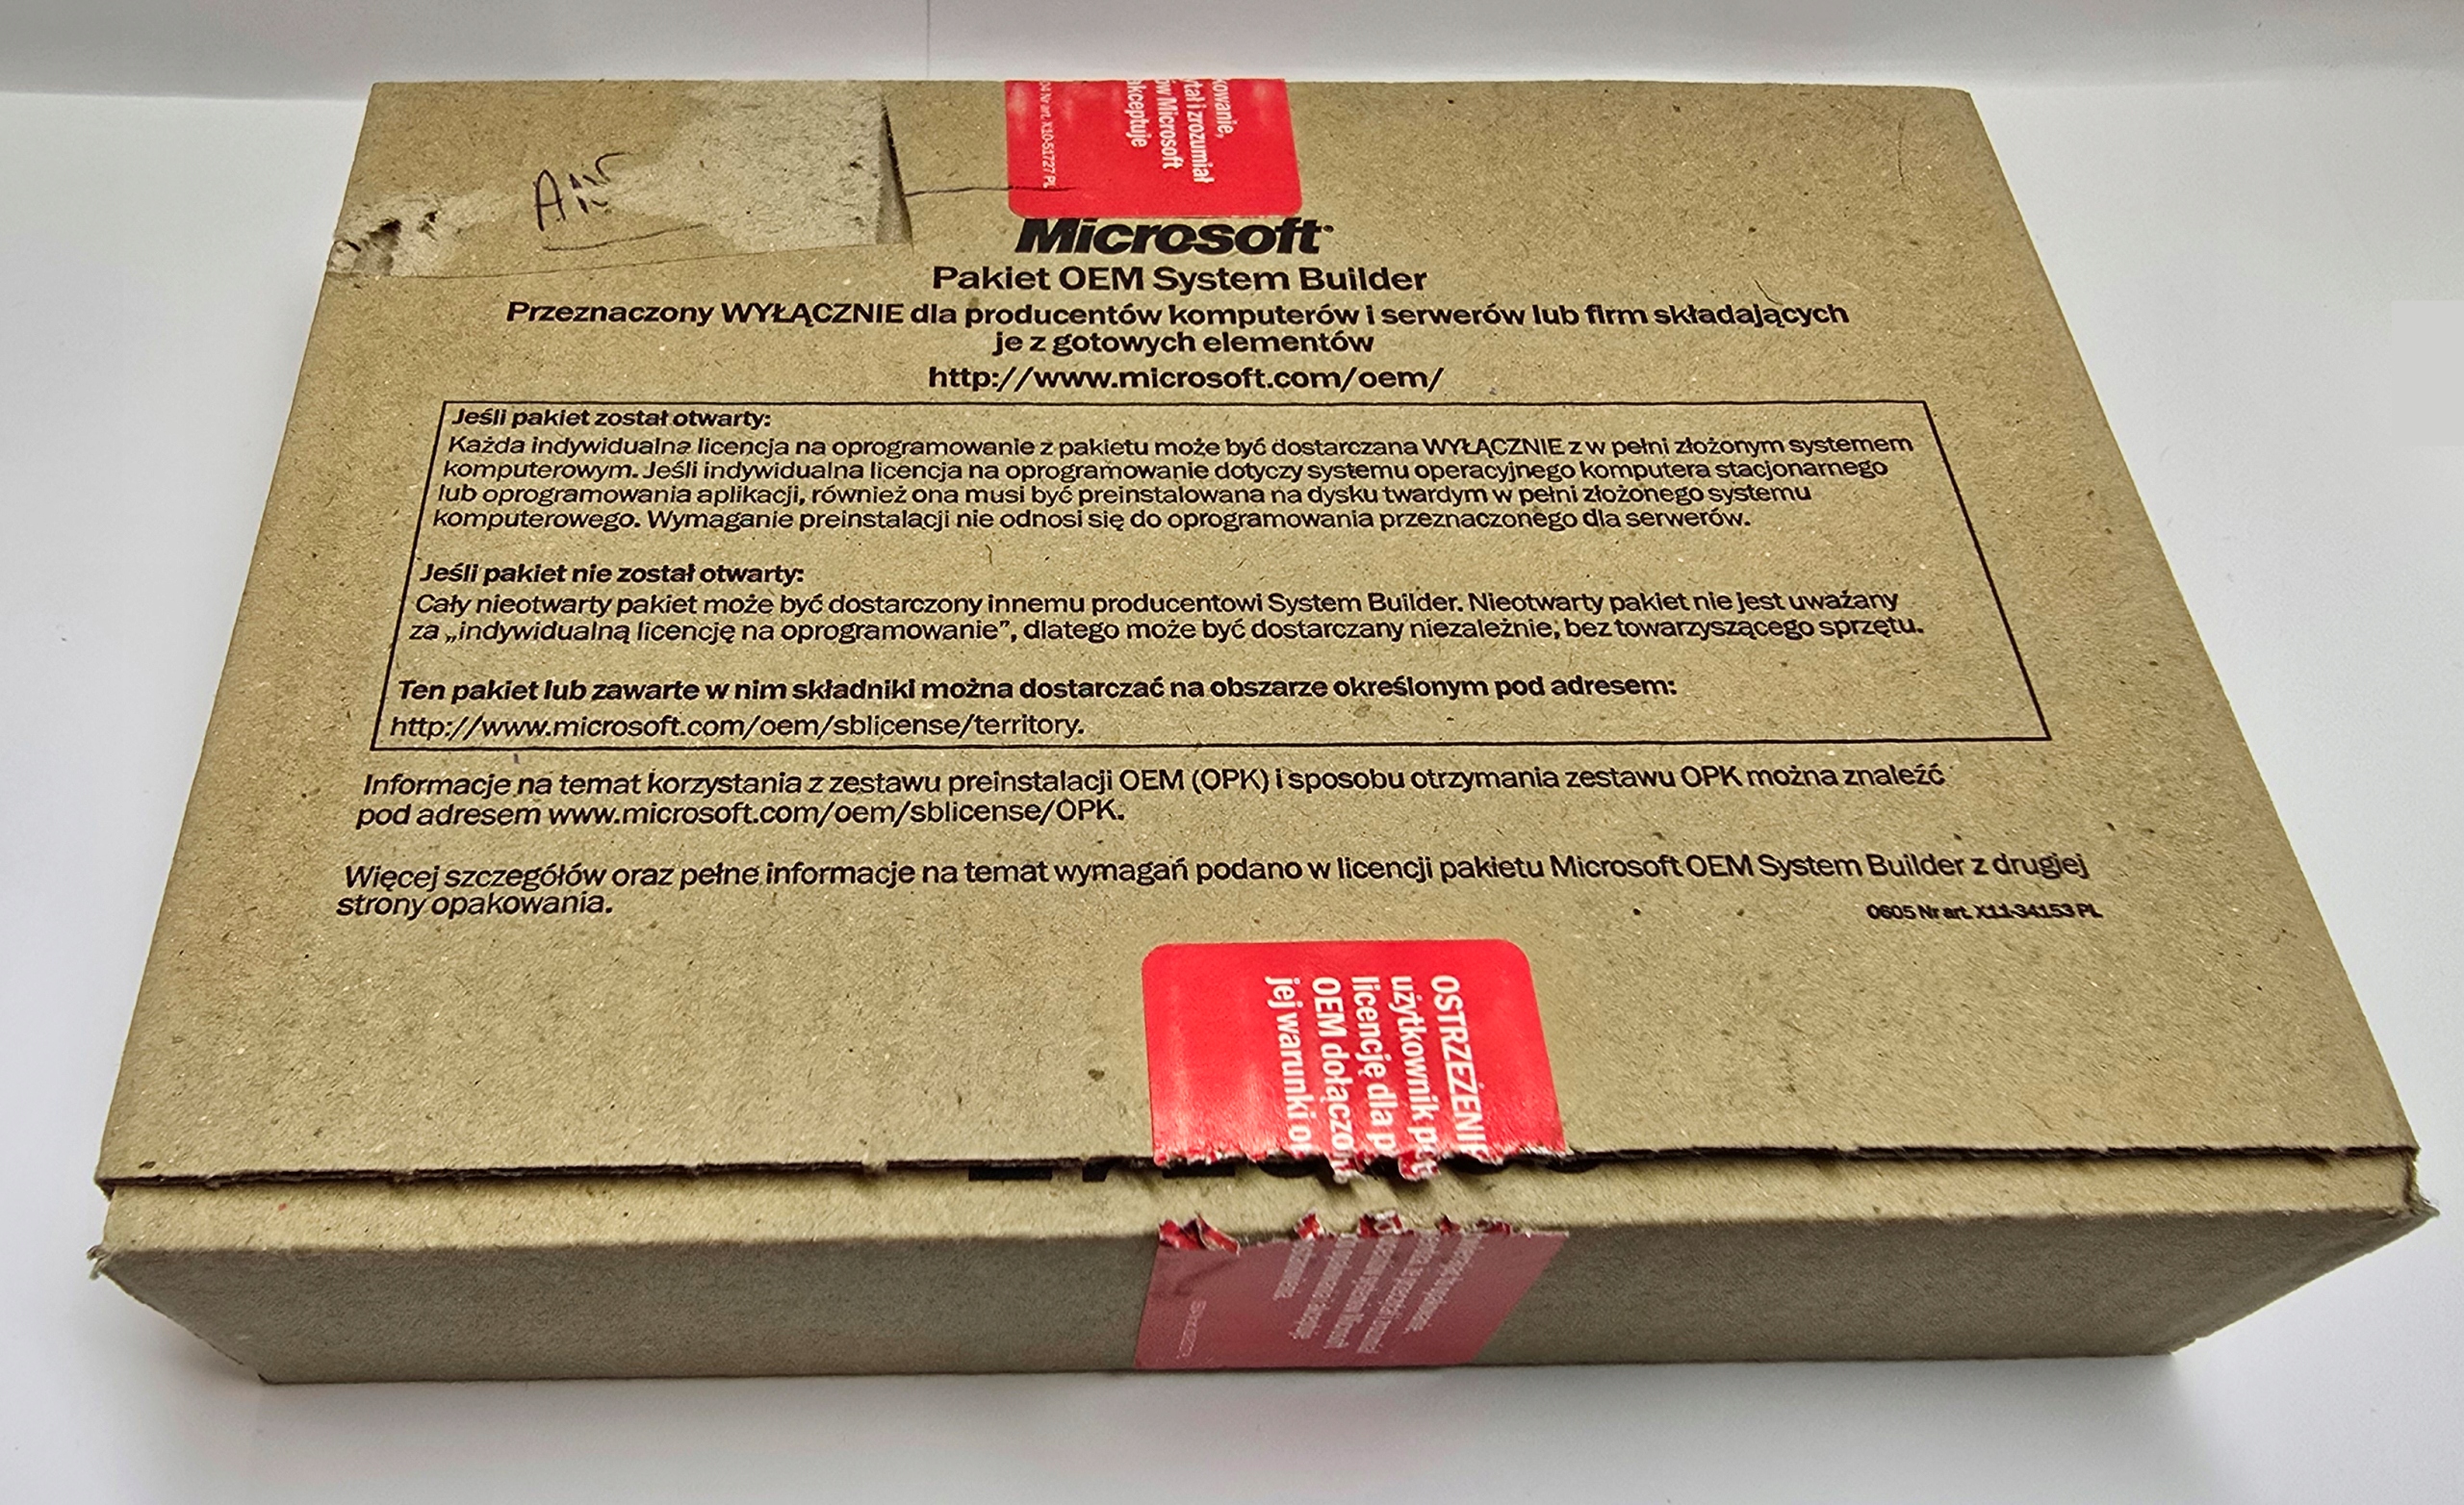 kowanie,
tał i zrozumiał
ów Microsoft
kceptuje
04 Nr art. X10-51727 PL
Microsoft
Pakiet OEM System Builder
Przeznaczony WYŁĄCZNIE dla producentów komputerów i serwerów lub firm składających
je z gotowych elementów
http://www.microsoft.com/oem/
Jeśli pakiet został otwarty:
Każda indywidualna licencja na oprogramowanie z pakietu może być dostarczana WYŁĄCZNIE z w pełni złożonym systemem
komputerowym. Jeśli indywidualna licencja na oprogramowanie dotyczy systemu operacyjnego komputera stacjonarnego
lub oprogramowania aplikacji, również ona musi być preinstalowana na dysku twardym w pełni złożonego systemu
komputerowego. Wymaganie preinstalacji nie odnosi się do oprogramowania przeznaczonego dla serwerów.
Jeśli pakiet nie został otwarty:
Cały nieotwarty pakiet może być dostarczony innemu producentowi System Builder. Nieotwarty pakiet nie jest uważany
za „indywidualną licencję na oprogramowanie”, dlatego może być dostarczany niezależnie, bez towarzyszącego sprzętu.
Ten pakiet lub zawarte w nim składniki można dostarczać na obszarze określonym pod adresem:
http://www.microsoft.com/oem/sblicense/territory.
Informacje na temat korzystania z zestawu preinstalacji OEM (OPK) i sposobu otrzymania zestawu OPK można znaleźć
pod adresem www.microsoft.com/oem/sblicense/OPK.
Więcej szczegółów oraz pełne informacje na temat wymagań podano w licencji pakietu Microsoft OEM System Builder z drugiej
strony opakowania.
0605 Nr art. X11-34153 PL
OSTRZEŻENI
użytkownik p
licencję dla p
OEM dołączo
jej warunki o